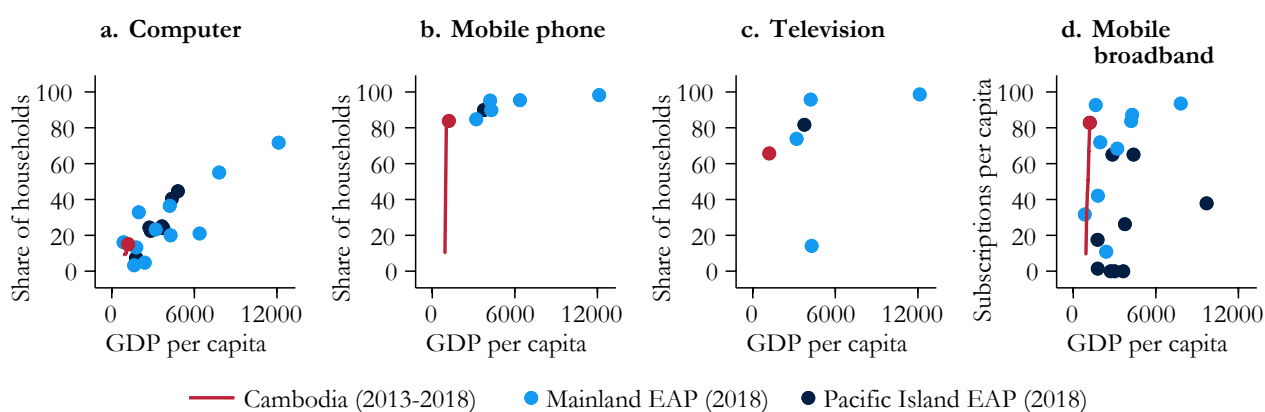 a. Computer
Share of households
100
80
60
40
20
0
0 6000 12000
GDP per capita
b. Mobile phone
Share of households
100
80
60
40
20
0
0 6000 12000
GDP per capita
c. Television
Share of households
100
80
60
40
20
0
0 6000 12000
GDP per capita
d. Mobile
broadband
Subscriptions per capita
100
80
60
40
20
0
0 6000 12000
GDP per capita
Cambodia (2013-2018) Mainland EAP (2018) Pacific Island EAP (2018)